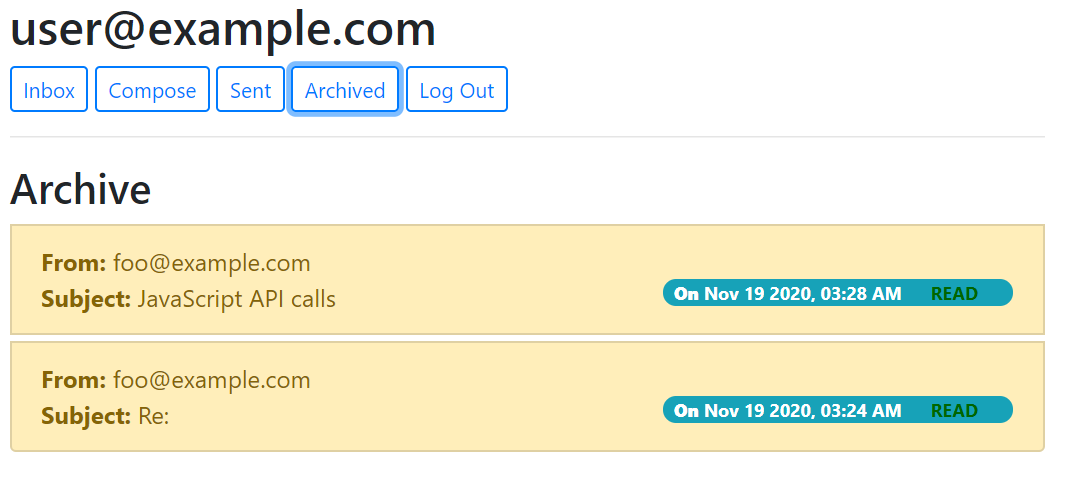 user@example.com
Inbox Compose Sent Archived Log Out
Archive
From: foo@example.com
Subject: JavaScript API calls
On Nov 19 2020, 03:28 AM READ
From: foo@example.com
Subject: Re:
On Nov 19 2020, 03:24 AM READ